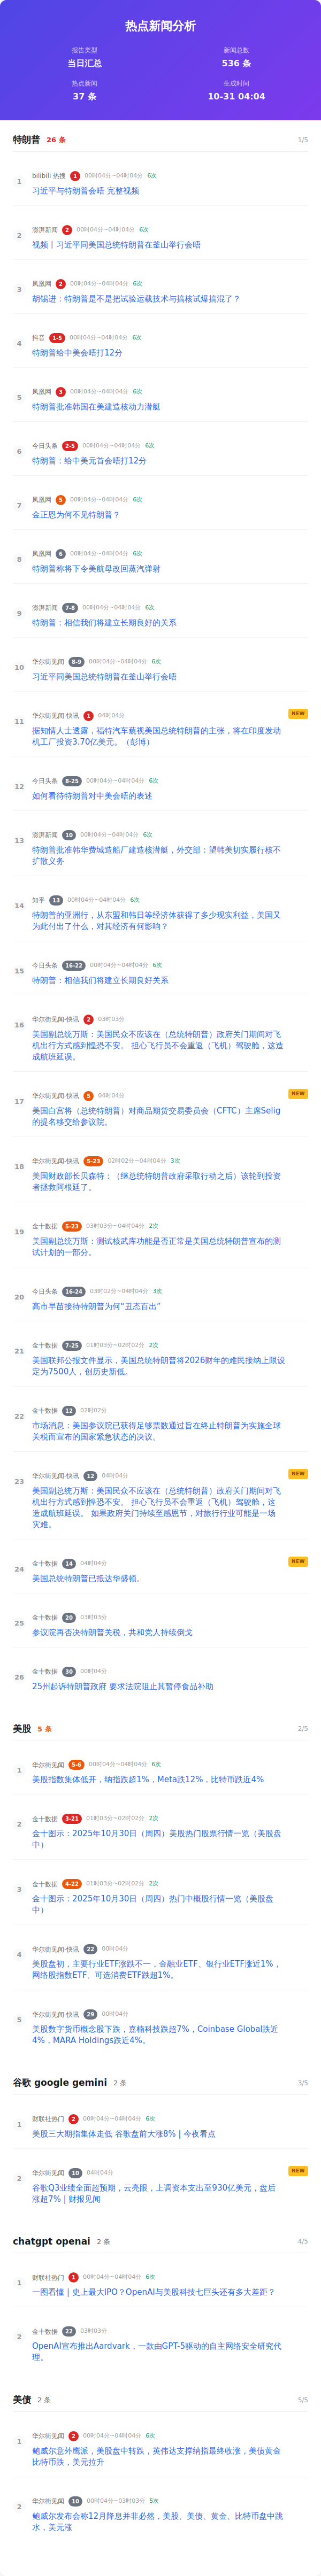 热点新闻分析
报告类型
当日汇总
新闻总数
536 条
热点新闻
37 条
生成时间
10-31 04:04
特朗普 26 条 1/5
1 bilibili 热搜 1 00时04分~04时04分 6次
习近平与特朗普会晤 完整视频
2 澎湃新闻 2 00时04分~04时04分 6次
视频丨习近平同美国总统特朗普在釜山举行会晤
3 凤凰网 2 00时04分~04时04分 6次
胡锡进：特朗普是不是把试验运载技术与搞核试爆搞混了？
4 抖音 1-5 00时04分~04时04分 6次
特朗普给中美会晤打12分
5 凤凰网 3 00时04分~04时04分 6次
特朗普批准韩国在美建造核动力潜艇
6 今日头条 2-5 00时04分~04时04分 6次
特朗普：给中美元首会晤打12分
7 凤凰网 5 00时04分~04时04分 6次
金正恩为何不见特朗普？
8 凤凰网 6 00时04分~04时04分 6次
特朗普称将下令美航母改回蒸汽弹射
9 澎湃新闻 7-8 00时04分~04时04分 6次
特朗普：相信我们将建立长期良好的关系
10 华尔街见闻 8-9 00时04分~04时04分 6次
习近平同美国总统特朗普在釜山举行会晤
11 华尔街见闻-快讯 1 04时04分 NEW
据知情人士透露，福特汽车藐视美国总统特朗普的主张，将在印度发动
机工厂投资3.70亿美元。（彭博）
12 今日头条 8-25 00时04分~04时04分 6次
如何看待特朗普对中美会晤的表述
13 澎湃新闻 10 00时04分~04时04分 6次
特朗普批准韩华费城造船厂建造核潜艇，外交部：望韩美切实履行核不
扩散义务
14 知乎 13 00时04分~04时04分 6次
特朗普的亚洲行，从东盟和韩日等经济体获得了多少现实利益，美国又
为此付出了什么，对其经济有何影响？
15 今日头条 16-22 00时04分~04时04分 6次
特朗普：相信我们将建立长期良好关系
16 华尔街见闻-快讯 2 03时03分
美国副总统万斯：美国民众不应该在（总统特朗普）政府关门期间对飞
机出行方式感到惶恐不安。 担心飞行员不会重返（飞机）驾驶舱，这造
成航班延误。
17 华尔街见闻-快讯 5 04时04分 NEW
美国白宫将（总统特朗普）对商品期货交易委员会（CFTC）主席Selig
的提名移交给参议院。
18 华尔街见闻-快讯 5-23 02时02分~04时04分 3次
美国财政部长贝森特：（继总统特朗普政府采取行动之后）该轮到投资
者拯救阿根廷了。
19 金十数据 5-23 03时03分~04时04分 2次
美国副总统万斯：测试核武库功能是否正常是美国总统特朗普宣布的测
试计划的一部分。
20 今日头条 16-24 03时02分~04时04分 3次
高市早苗接待特朗普为何“丑态百出”
21 金十数据 7-25 01时03分~02时02分 2次
美国联邦公报文件显示，美国总统特朗普将2026财年的难民接纳上限设
定为7500人，创历史新低。
22 金十数据 12 02时02分
市场消息：美国参议院已获得足够票数通过旨在终止特朗普为实施全球
关税而宣布的国家紧急状态的决议。
23 华尔街见闻-快讯 12 04时04分 NEW
美国副总统万斯：美国民众不应该在（总统特朗普）政府关门期间对飞
机出行方式感到惶恐不安。 担心飞行员不会重返（飞机）驾驶舱，这
造成航班延误。 如果政府关门持续至感恩节，对旅行行业可能是一场
灾难。
24 金十数据 14 04时04分 NEW
美国总统特朗普已抵达华盛顿。
25 金十数据 20 03时03分
参议院再否决特朗普关税，共和党人持续倒戈
26 金十数据 30 00时04分
25州起诉特朗普政府 要求法院阻止其暂停食品补助
美股 5 条 2/5
1 华尔街见闻 5-6 00时04分~04时04分 6次
美股指数集体低开，纳指跌超1%，Meta跌12%，比特币跌近4%
2 金十数据 3-21 01时03分~02时02分 2次
金十图示：2025年10月30日（周四）美股热门股票行情一览（美股盘
中）
3 金十数据 4-22 01时03分~02时02分 2次
金十图示：2025年10月30日（周四）热门中概股行情一览（美股盘
中）
4 华尔街见闻-快讯 22 00时04分
美股盘初，主要行业ETF涨跌不一，金融业ETF、银行业ETF涨近1%，
网络股指数ETF、可选消费ETF跌超1%。
5 华尔街见闻-快讯 29 00时04分
美股数字货币概念股下跌，嘉楠科技跌超7%，Coinbase Global跌近
4%，MARA Holdings跌近4%。
谷歌 google gemini 2 条 3/5
1 财联社热门 2 00时04分~04时04分 6次
美股三大期指集体走低 谷歌盘前大涨8% | 今夜看点
2 华尔街见闻 10 04时04分 NEW
谷歌Q3业绩全面超预期，云亮眼，上调资本支出至930亿美元，盘后
涨超7% | 财报见闻
chatgpt openai 2 条 4/5
1 财联社热门 1 00时04分~04时04分 6次
一图看懂 | 史上最大IPO？OpenAI与美股科技七巨头还有多大差距？
2 金十数据 22 03时03分
OpenAI宣布推出Aardvark，一款由GPT-5驱动的自主网络安全研究代
理。
美债 2 条 5/5
1 华尔街见闻 2 00时04分~04时04分 6次
鲍威尔意外鹰派，美股盘中转跌，英伟达支撑纳指最终收涨，美债黄金
比特币跌，美元拉升
2 华尔街见闻 10 00时04分~03时03分 5次
鲍威尔发布会称12月降息并非必然，美股、美债、黄金、比特币盘中跳
水，美元涨